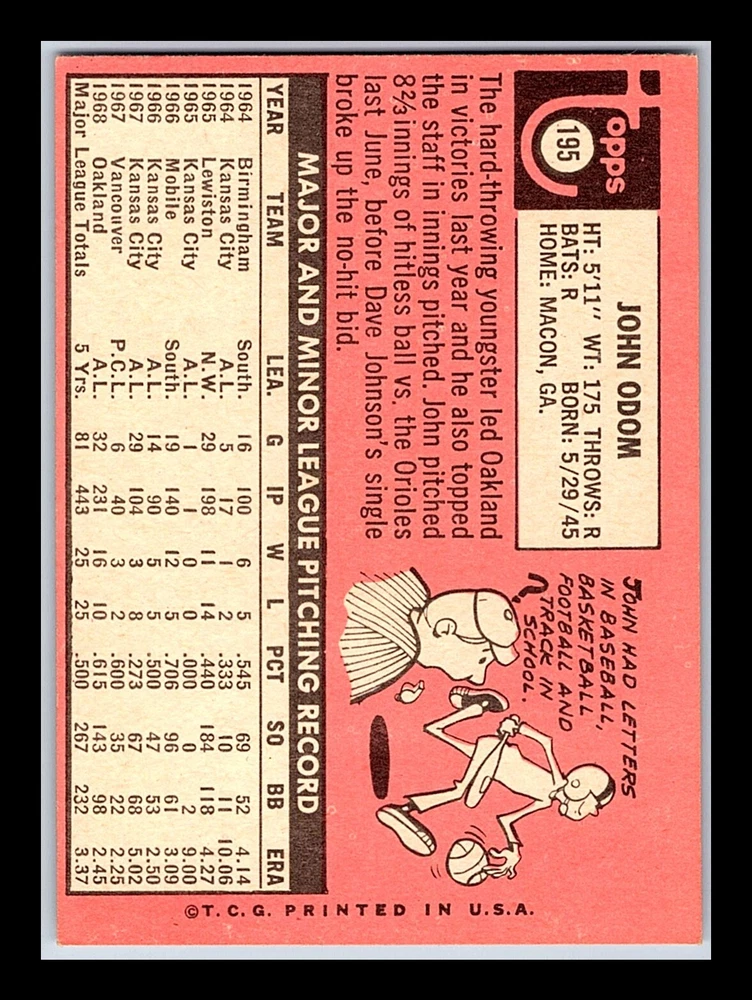 Topps
195
JOHN ODOM
HT: 5'11" WT: 175 THROWS: R
BATS: R BORN: 5/29/45
HOME: MACON, GA.
The hard-throwing youngster led Oakland
in victories last year and he also topped
the staff in innings pitched. John pitched
8⅔ innings of hitless ball vs. the Orioles
last June, before Dave Johnson's single
broke up the no-hit bid.
JOHN HAD LETTERS
IN BASEBALL,
BASKETBALL
FOOTBALL AND
TRACK IN
SCHOOL.
MAJOR AND MINOR LEAGUE PITCHING RECORD
YEAR TEAM LEA. G IP W L PCT SO BB ERA
1964 Birmingham South. 16 100 6 5 .545 69 52 4.14
1964 Kansas City A.L. 5 17 1 2 .333 10 11 10.06
1965 Lewiston N.W. 29 198 11 14 .440 184 118 4.27
1965 Kansas City A.L. 1 1 0 0 .000 0 2 9.00
1966 Mobile South. 19 140 12 5 .706 96 61 3.09
1966 Kansas City A.L. 14 90 5 5 .500 47 53 2.50
1967 Kansas City A.L. 29 104 3 8 .273 67 68 5.02
1967 Vancouver P.C.L. 6 40 3 2 .600 35 22 2.25
1968 Oakland A.L. 32 231 16 10 .615 143 98 2.45
Major League Totals 5 Yrs. 81 443 25 25 .500 267 232 3.37
©T.C.G. PRINTED IN U.S.A.